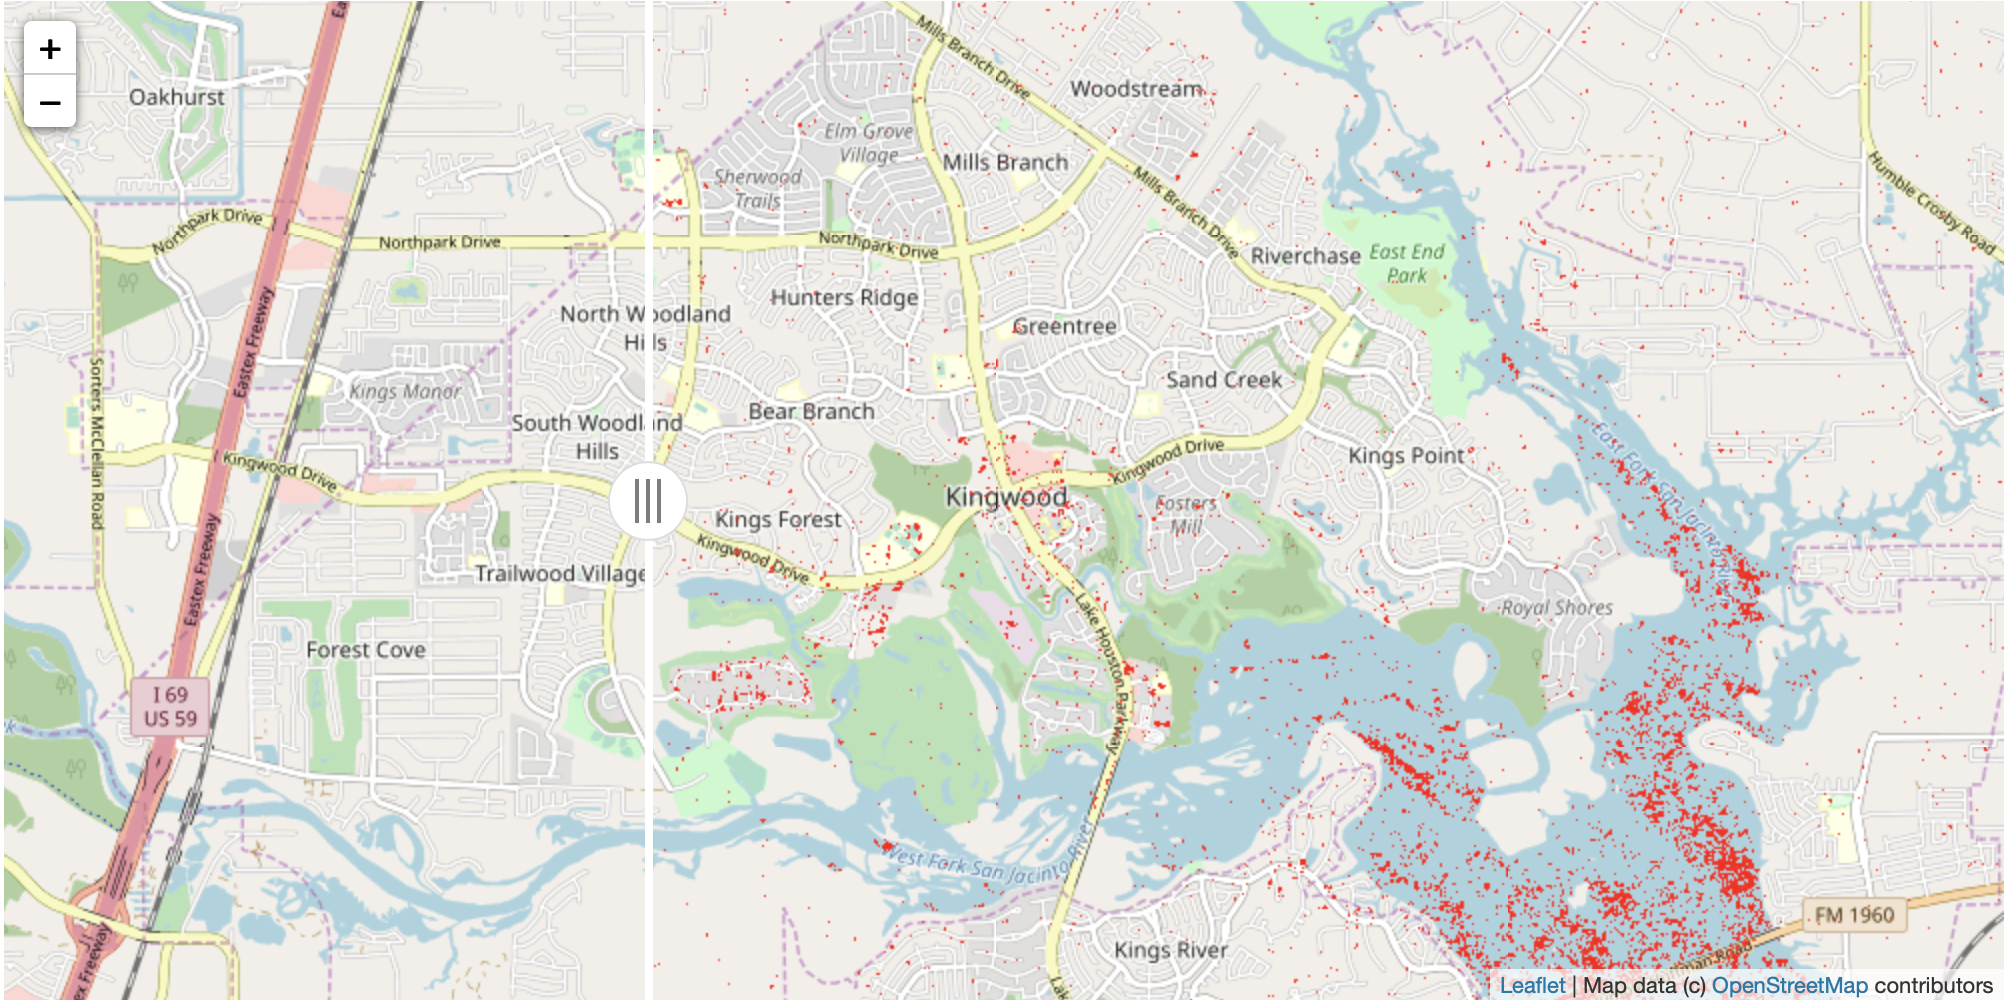 +
−
Oakhurst
Mills Branch Drive
Woodstream
Elm Grove
Village
Mills Branch
Sherwood
Trails
Mills Branch Drive
Humble Crosby Road
Northpark Drive
Northpark Drive
Northpark Drive
Riverchase
East End
Park
Hunters Ridge
North Woodland
Hills
Greentree
Eastex Freeway
Sorters McClellan Road
Kings Manor
Sand Creek
Bear Branch
South Woodland
Hills
Kingwood Drive
Kingwood Drive
Kings Point
East Fork San Jacinto River
Kingwood
Fosters
Mill
Kings Forest
Kingwood Drive
Eastex Freeway
Trailwood Village
Royal Shores
Lake Houston Parkway
Forest Cove
I 69
US 59
West Fork San Jacinto River
FM 1960
Kings River
Leaflet | Map data (c) OpenStreetMap contributors